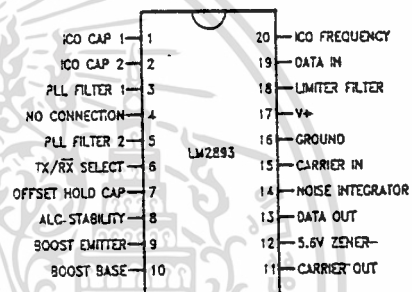 ICO CAP 1 1
ICO CAP 2 2
PLL FILTER 1 3
NO CONNECTION 4
PLL FILTER 2 5
TX/R̅X̅ SELECT 6
OFFSET HOLD CAP 7
ALC STABILITY 8
BOOST EMITTER 9
BOOST BASE 10
LM2893
20 ICO FREQUENCY
19 DATA IN
18 LIMITER FILTER
17 V+
16 GROUND
15 CARRIER IN
14 NOISE INTEGRATOR
13 DATA OUT
12 5.6V ZENER
11 CARRIER OUT